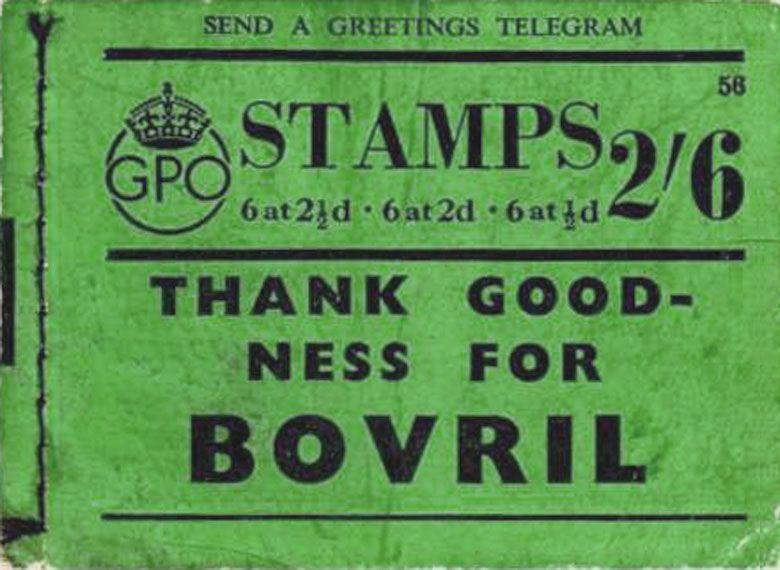 SEND A GREETINGS TELEGRAM
56
GPO
STAMPS 2/6
6 at 2½d · 6 at 2d · 6 at ½d
THANK GOOD-
NESS FOR
BOVRIL